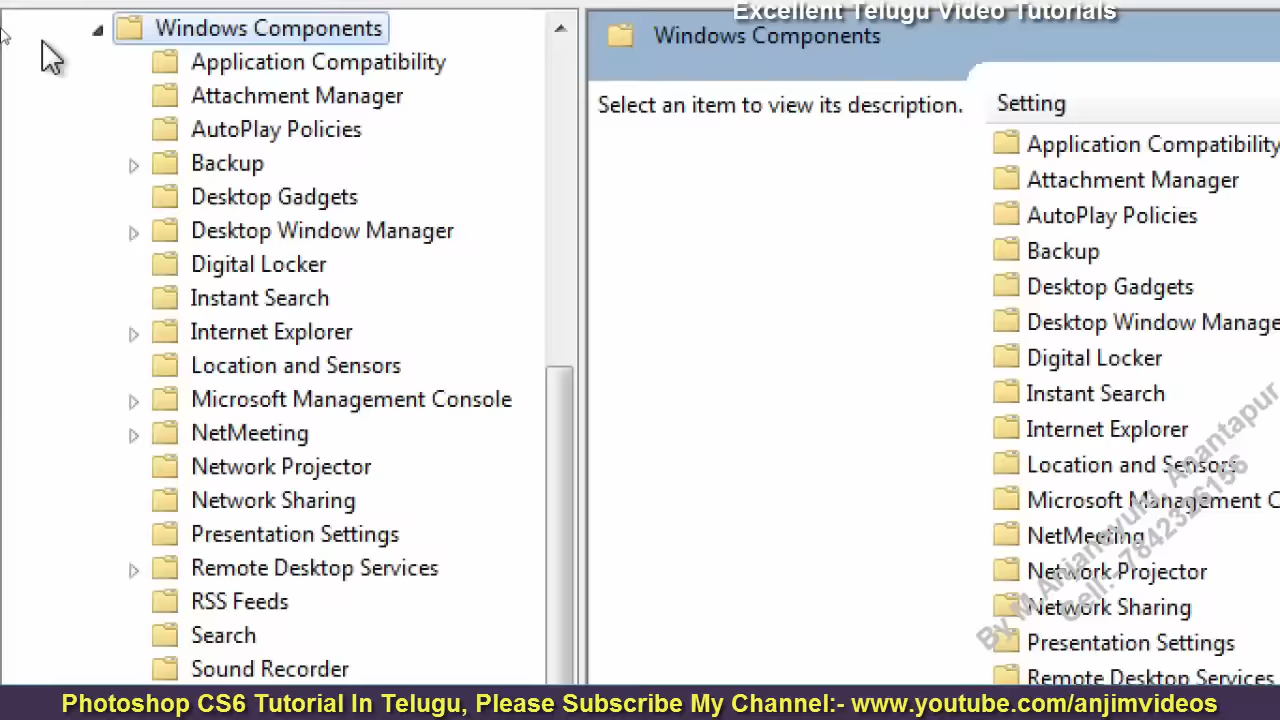 Excellent Telugu Video Tutorials
Windows Components
Application Compatibility
Attachment Manager
AutoPlay Policies
Backup
Desktop Gadgets
Desktop Window Manager
Digital Locker
Instant Search
Internet Explorer
Location and Sensors
Microsoft Management Console
NetMeeting
Network Projector
Network Sharing
Presentation Settings
Remote Desktop Services
RSS Feeds
Search
Sound Recorder
Windows Components
Select an item to view its description.
Setting
Application Compatibility
Attachment Manager
AutoPlay Policies
Backup
Desktop Gadgets
Desktop Window Manage
Digital Locker
Instant Search
Internet Explorer
Location and Sensors
Microsoft Management C
NetMeeting
Network Projector
Network Sharing
Presentation Settings
Remote Desktop Services
Cell:-7842326156
Photoshop CS6 Tutorial In Telugu, Please Subscribe My Channel:- www.youtube.com/anjimvideos